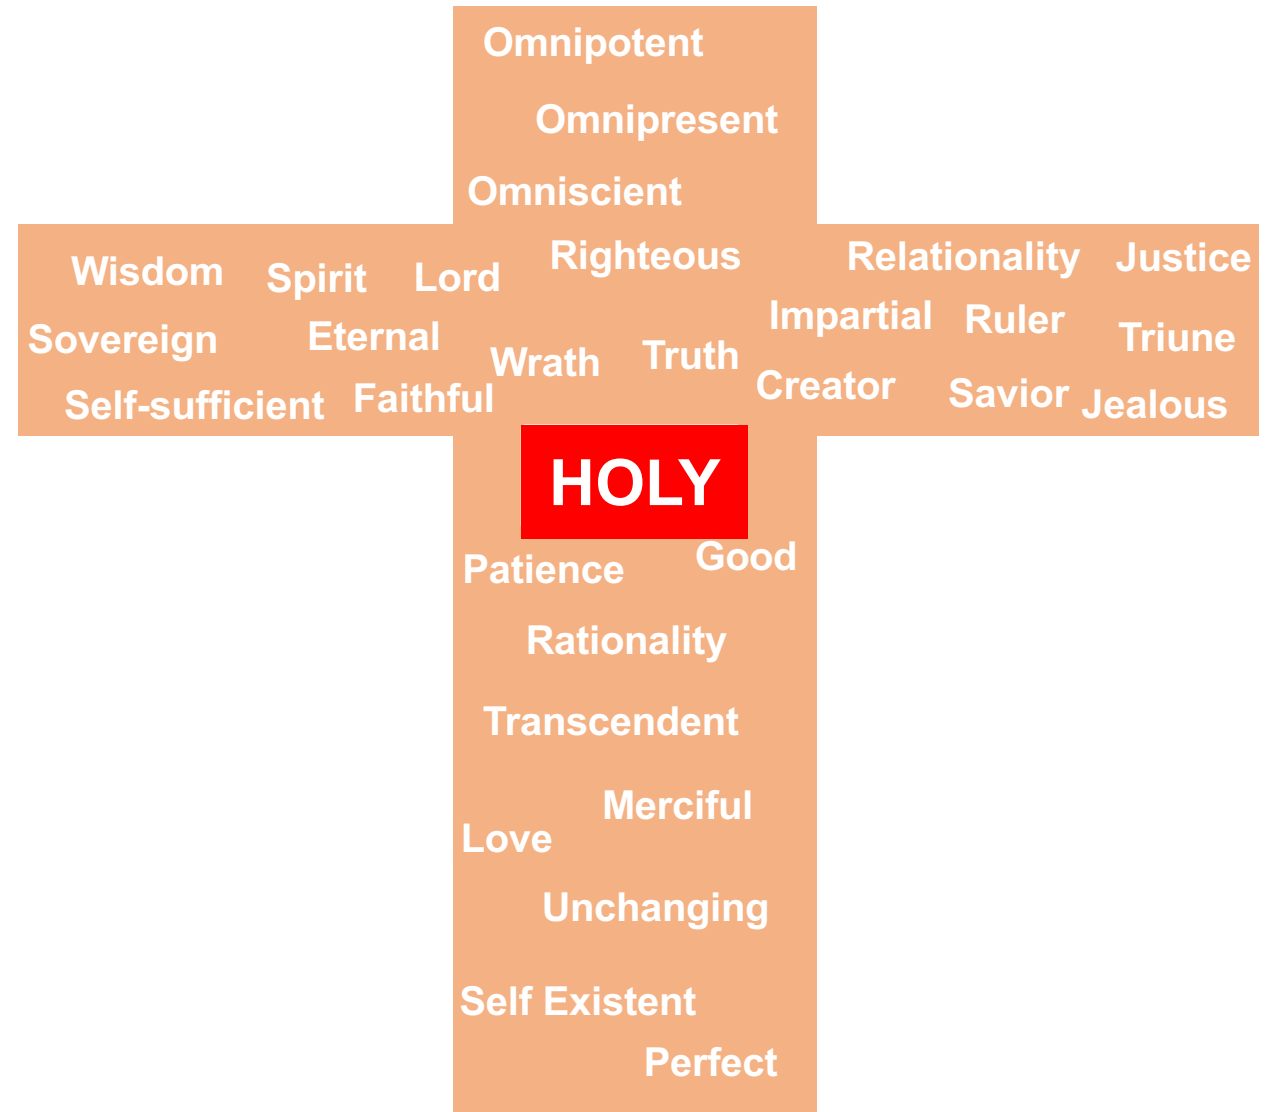 Omnipotent
Omnipresent
Omniscient
Righteous
Relationality
Justice
Wisdom
Spirit
Lord
Impartial
Ruler
Sovereign
Eternal
Triune
Wrath
Truth
Creator
Savior
Jealous
Self-sufficient
Faithful
HOLY
Good
Patience
Rationality
Transcendent
Merciful
Love
Unchanging
Self Existent
Perfect